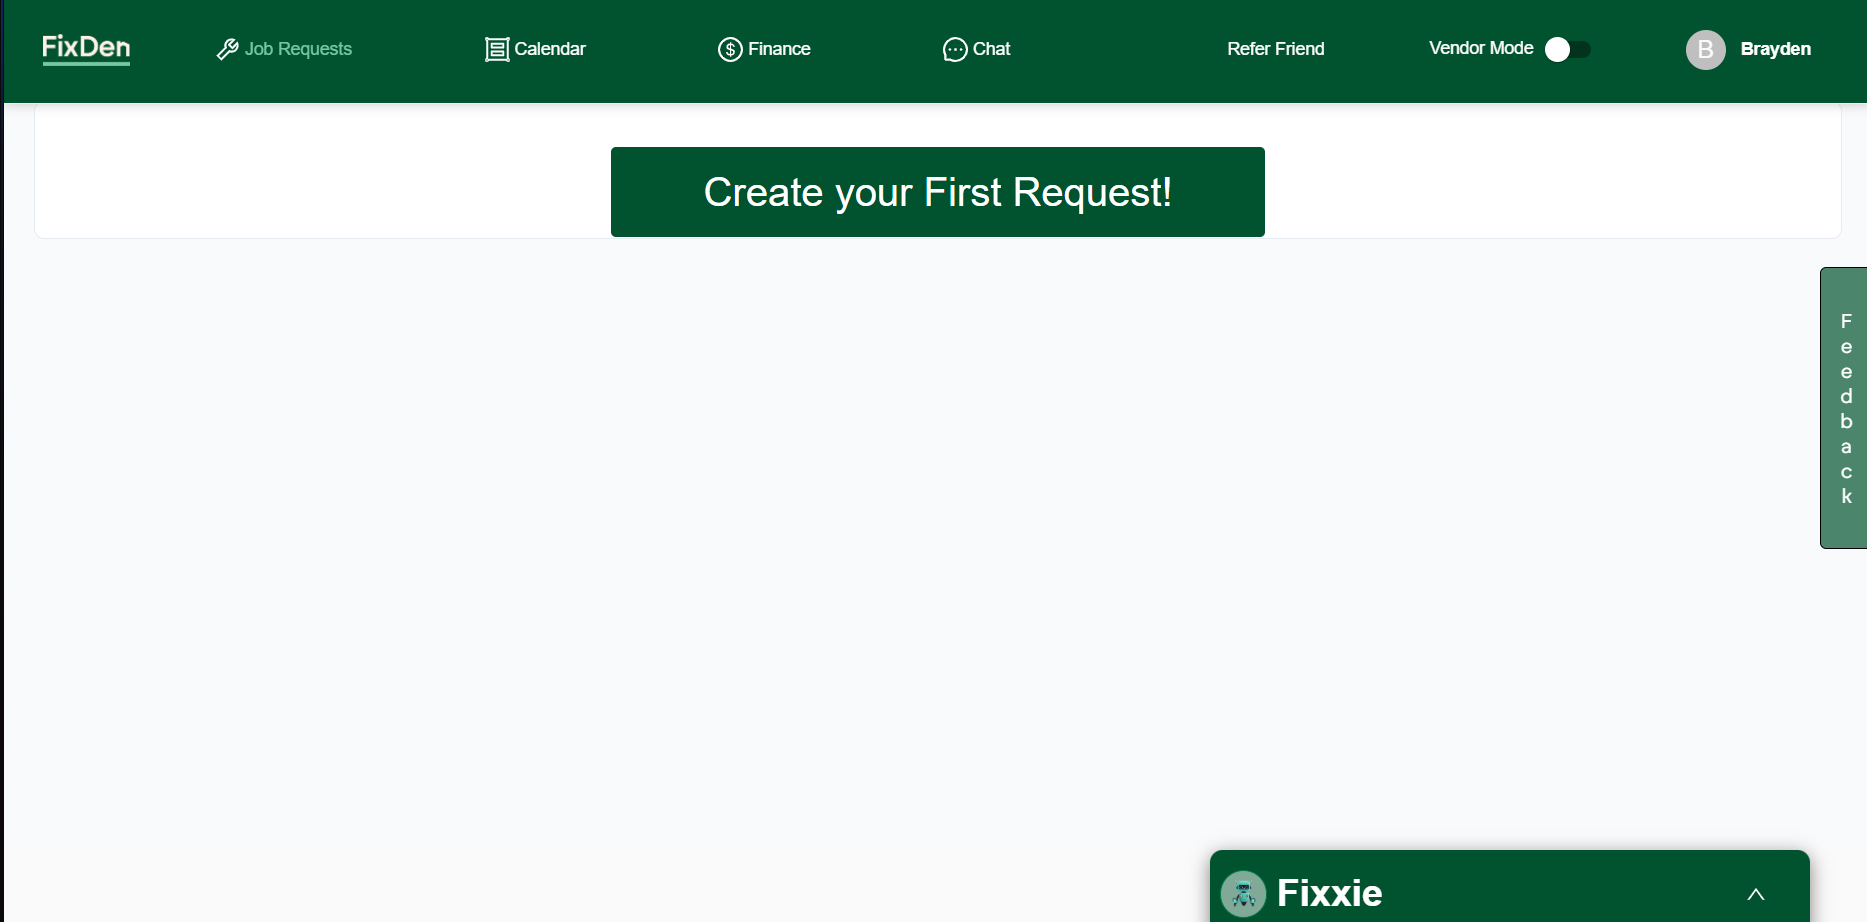 FixDen
Job Requests
Calendar
Finance
Chat
Refer Friend
Vendor Mode
B
Brayden
Create your First Request!
Feedback
Fixxie